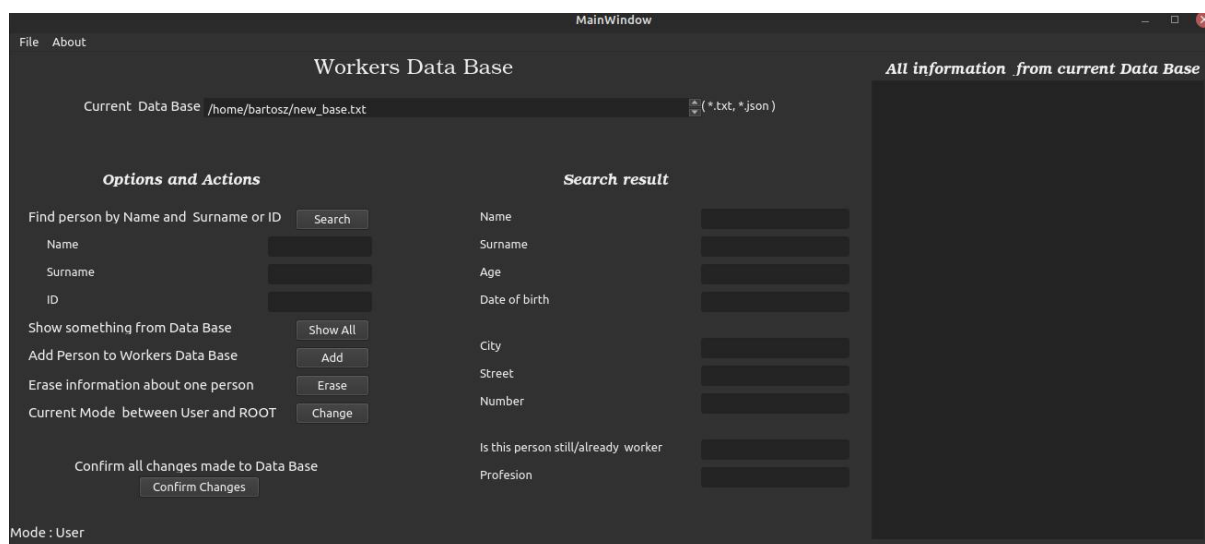 MainWindow
File About
Workers Data Base
All information from current Data Base
Current Data Base /home/bartosz/new_base.txt ( *.txt, *.json )
Options and Actions
Find person by Name and Surname or ID Search
Name
Surname
ID
Show something from Data Base Show All
Add Person to Workers Data Base Add
Erase information about one person Erase
Current Mode between User and ROOT Change
Confirm all changes made to Data Base
Confirm Changes
Search result
Name
Surname
Age
Date of birth
City
Street
Number
Is this person still/already worker
Profesion
Mode : User